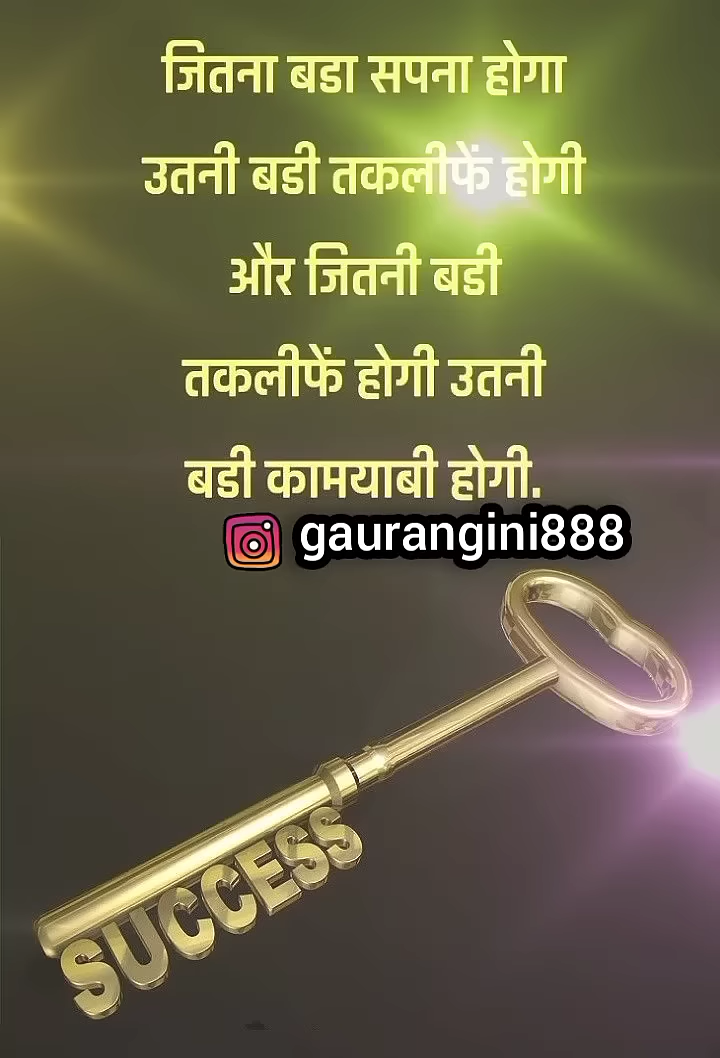 जितना बडा सपना होगा
उतनी बडी तकलीफें होगी
और जितनी बडी
तकलीफें होगी उतनी
बडी कामयाबी होगी.
gaurangini888
SUCCESS